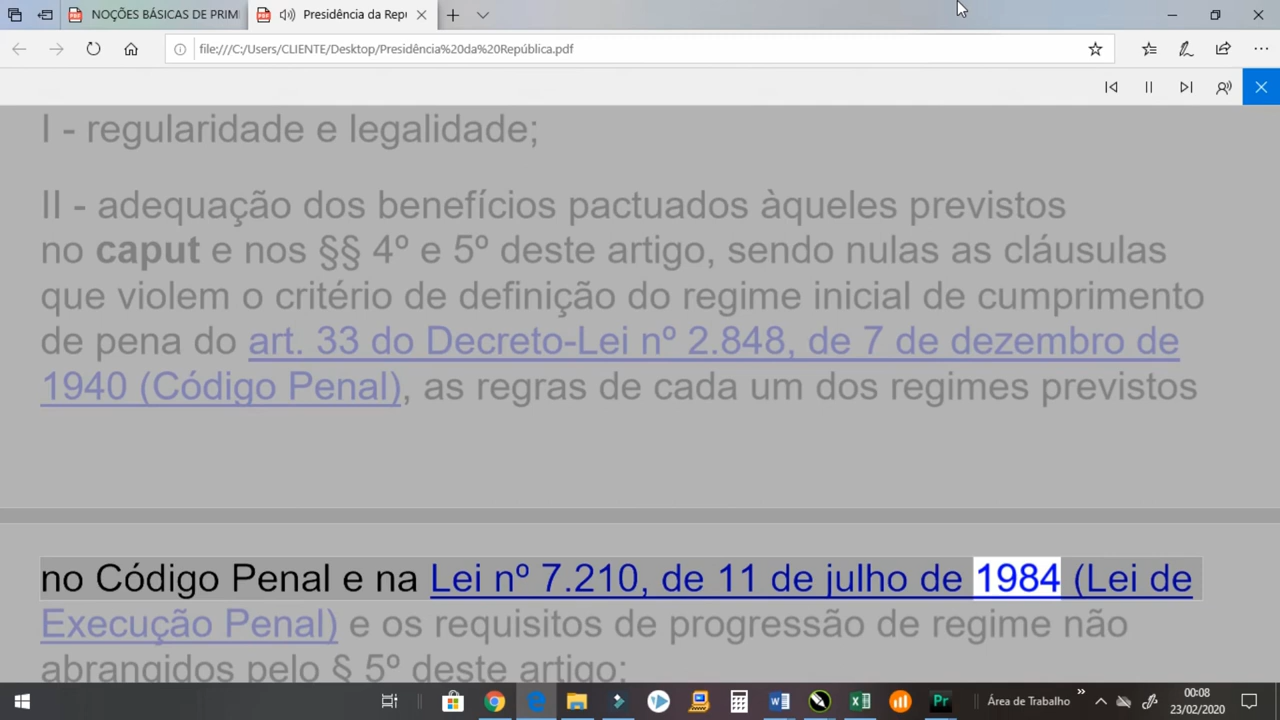 NOÇÕES BÁSICAS DE PRIM
Presidência da Repú
file:///C:/Users/CLIENTE/Desktop/Presidência%20da%20República.pdf
I - regularidade e legalidade;
II - adequação dos benefícios pactuados àqueles previstos
no caput e nos §§ 4º e 5º deste artigo, sendo nulas as cláusulas
que violem o critério de definição do regime inicial de cumprimento
de pena do art. 33 do Decreto-Lei nº 2.848, de 7 de dezembro de
1940 (Código Penal), as regras de cada um dos regimes previstos
no Código Penal e na Lei nº 7.210, de 11 de julho de 1984 (Lei de
Execução Penal) e os requisitos de progressão de regime não
abrangidos pelo § 5º deste artigo;
Área de Trabalho
00:08
23/02/2020